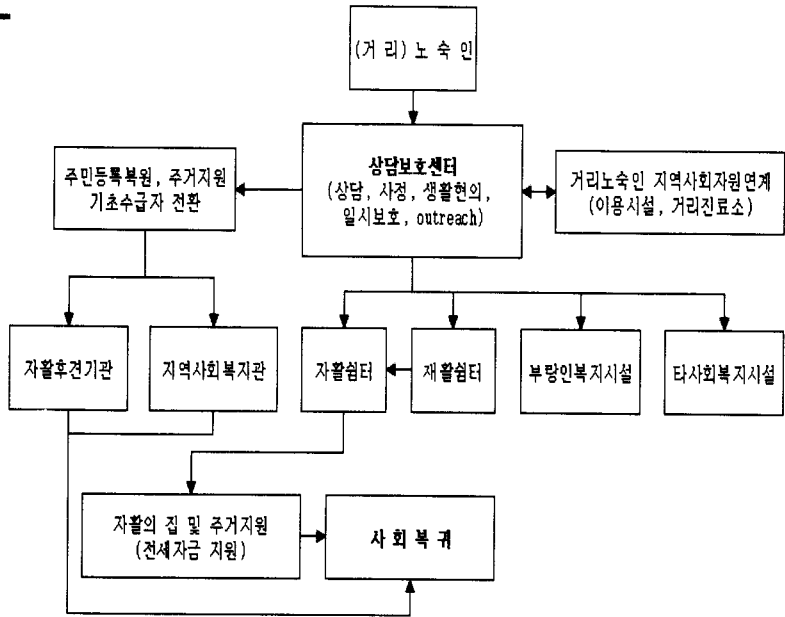 (거 리) 노 숙 인
주민등록복원, 주거지원
기초수급자 전환
상담보호센터
(상담, 사정, 생활현의,
일시보호, outreach)
거리노숙인 지역사회자원연계
(이용시설, 거리진료소)
자활후견기관
지역사회복지관
자활쉼터
재활쉼터
부랑인복지시설
타사회복지시설
자활의 집 및 주거지원
(전세자금 지원)
사 회 복 귀